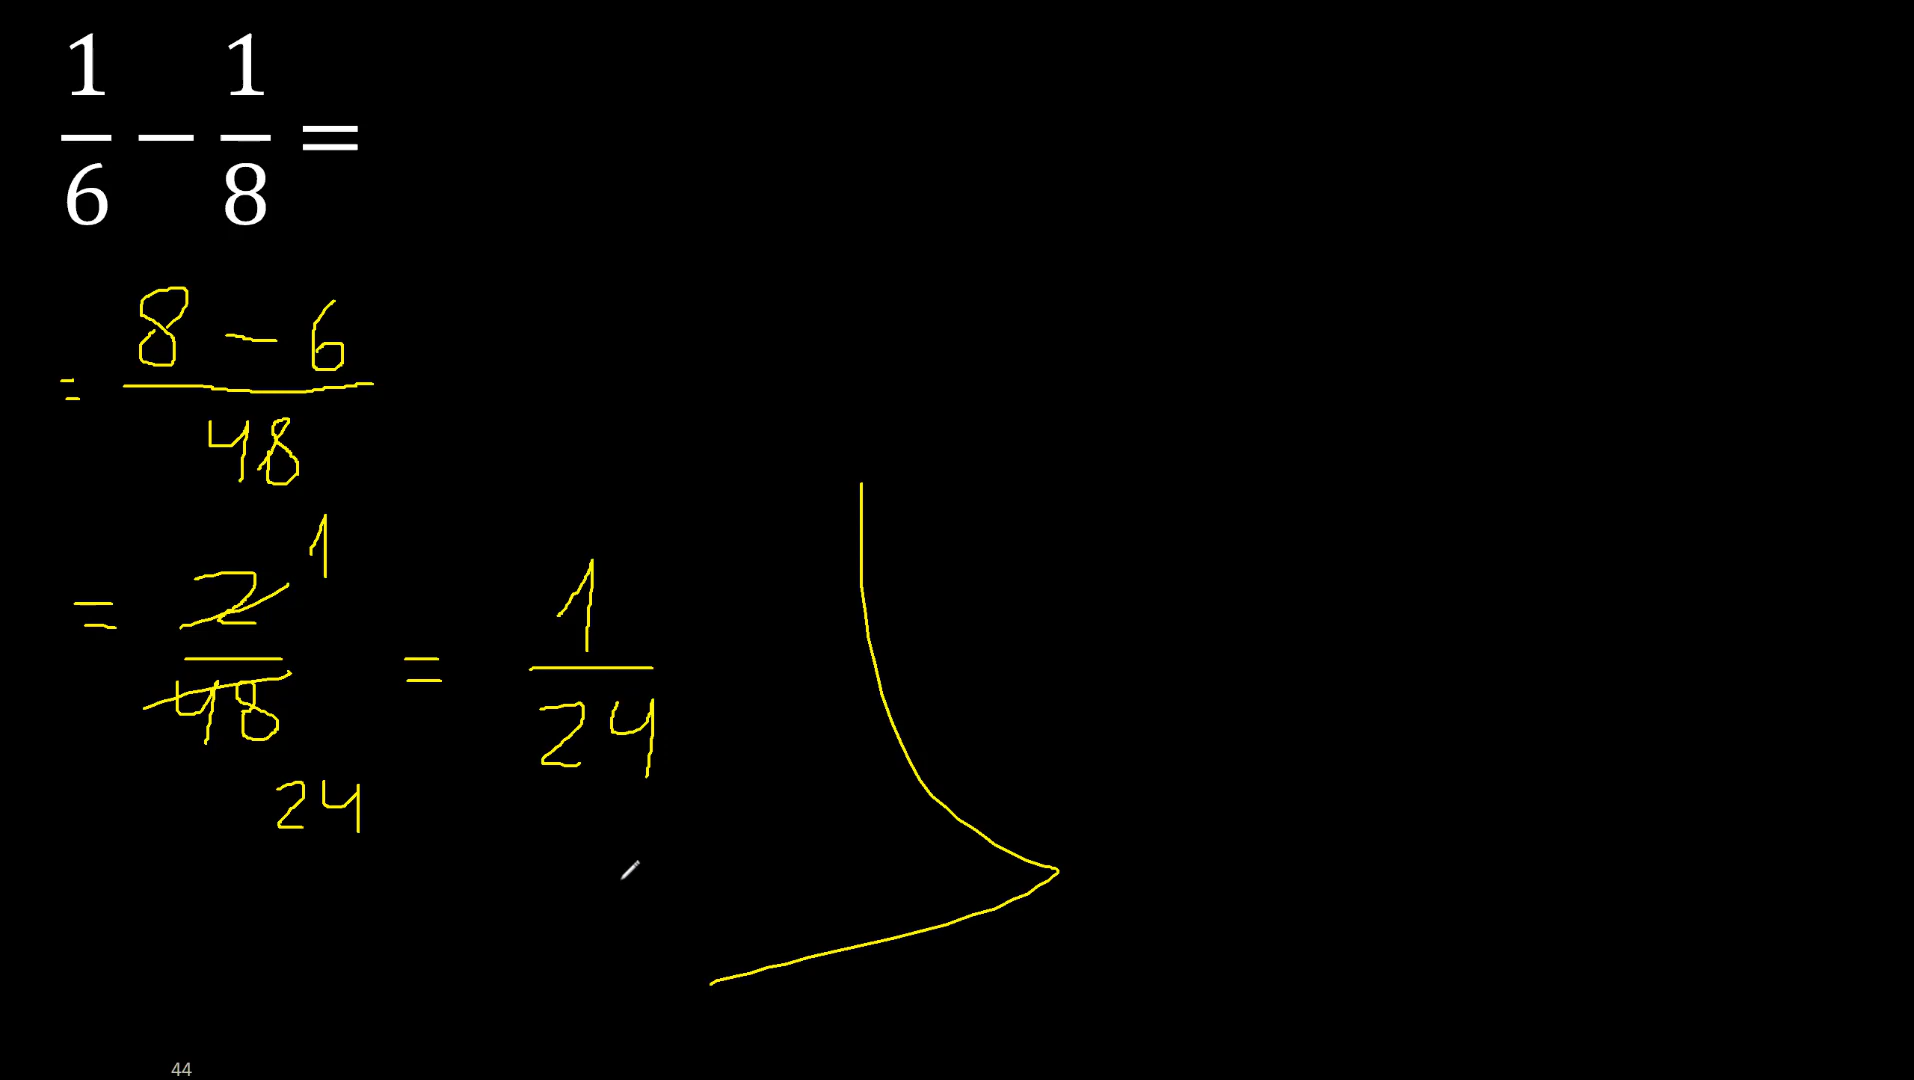 1/6 − 1/8 =
= (8 − 6)/48
= 2/48 1 24 = 1/24
44